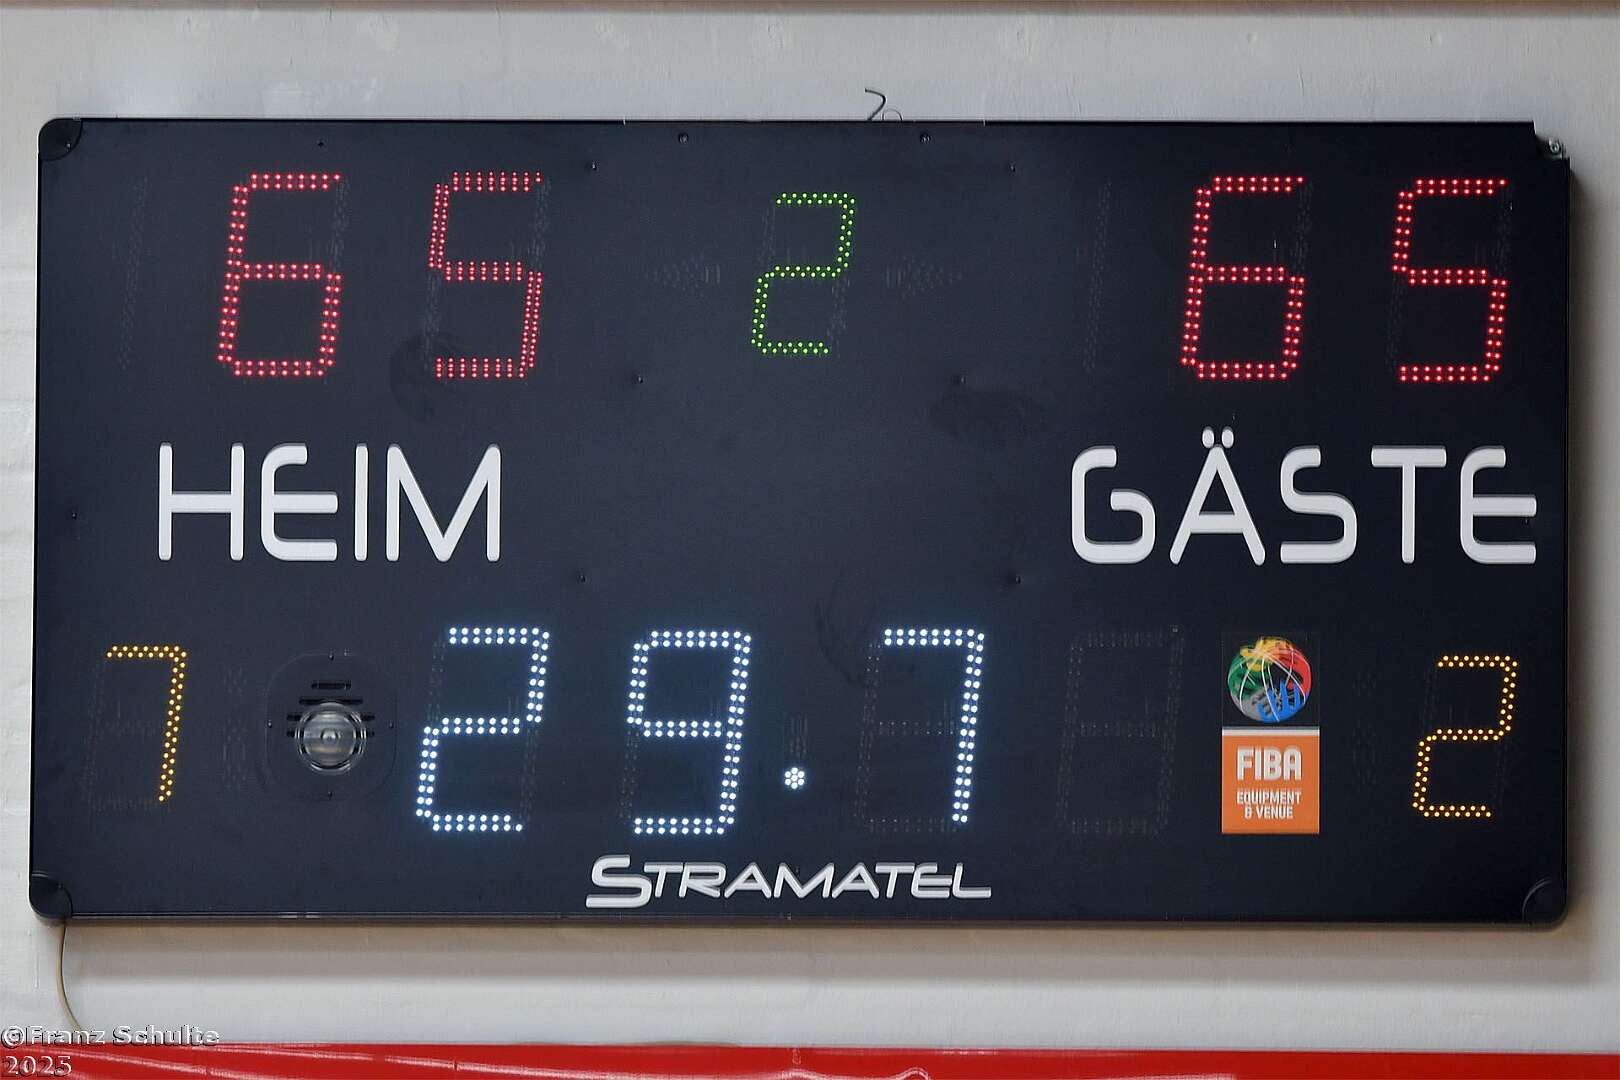 65 2 65
HEIM GÄSTE
7 29.7 2
FIBA
EQUIPMENT
& VENUE
STRAMATEL
©Franz Schulte
2025